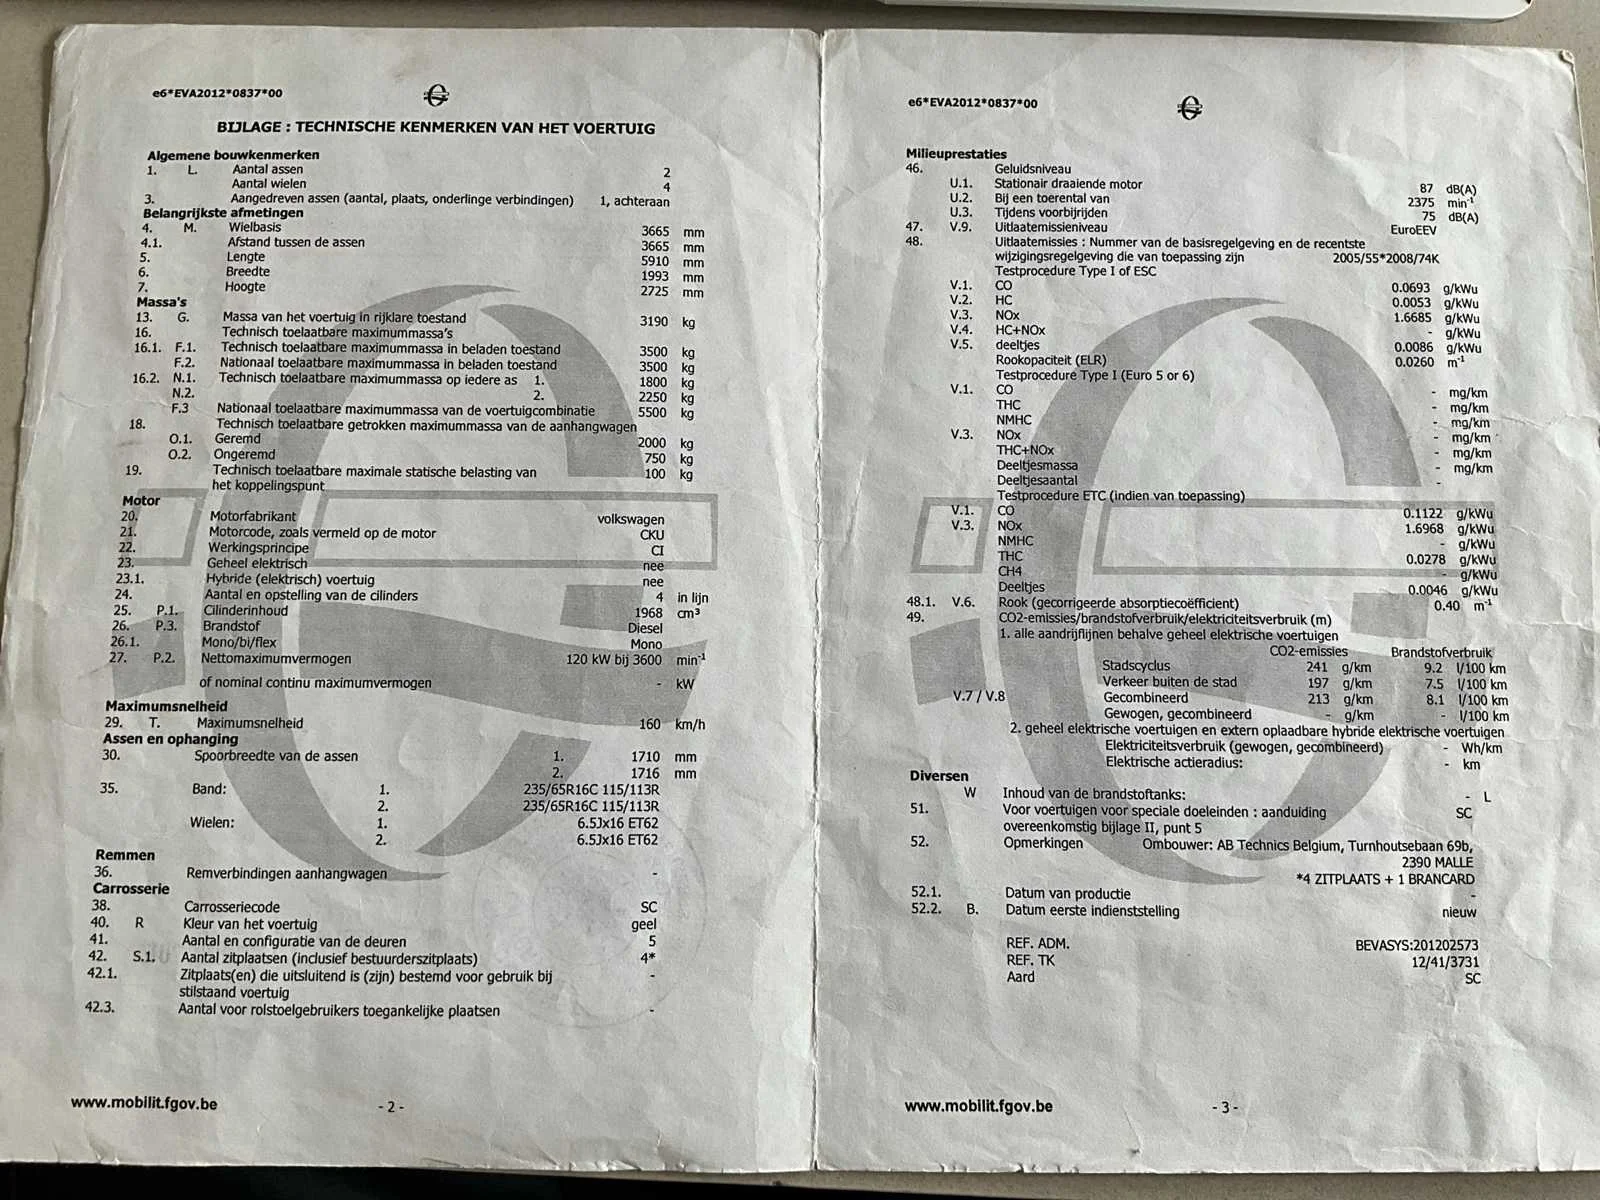 e6*EVA2012*0837*00
BIJLAGE : TECHNISCHE KENMERKEN VAN HET VOERTUIG
Algemene bouwkenmerken
1. L. Aantal assen 2
Aantal wielen 4
3. Aangedreven assen (aantal, plaats, onderlinge verbindingen) 1, achteraan
Belangrijkste afmetingen
4. M. Wielbasis 3665 mm
4.1. Afstand tussen de assen 3665 mm
5. Lengte 5910 mm
6. Breedte 1993 mm
7. Hoogte 2725 mm
Massa's
13. G. Massa van het voertuig in rijklare toestand 3190 kg
16. Technisch toelaatbare maximummassa's
16.1. F.1. Technisch toelaatbare maximummassa in beladen toestand 3500 kg
F.2. Nationaal toelaatbare maximummassa in beladen toestand 3500 kg
16.2. N.1. Technisch toelaatbare maximummassa op iedere as 1. 1800 kg
N.2. 2. 2250 kg
F.3 Nationaal toelaatbare maximummassa van de voertuigcombinatie 5500 kg
18. Technisch toelaatbare getrokken maximummassa van de aanhangwagen
O.1. Geremd 2000 kg
O.2. Ongeremd 750 kg
19. Technisch toelaatbare maximale statische belasting van 100 kg
het koppelingspunt
Motor
20. Motorfabrikant volkswagen
21. Motorcode, zoals vermeld op de motor CKU
22. Werkingsprincipe CI
23. Geheel elektrisch nee
23.1. Hybride (elektrisch) voertuig nee
24. Aantal en opstelling van de cilinders 4 in lijn
25. P.1. Cilinderinhoud 1968 cm³
26. P.3. Brandstof Diesel
26.1. Mono/bi/flex Mono
27. P.2. Nettomaximumvermogen 120 kW bij 3600 min-1
of nominal continu maximumvermogen - kW
Maximumsnelheid
29. T. Maximumsnelheid 160 km/h
Assen en ophanging
30. Spoorbreedte van de assen 1. 1710 mm
2. 1716 mm
35. Band: 1. 235/65R16C 115/113R
2. 235/65R16C 115/113R
Wielen: 1. 6.5Jx16 ET62
2. 6.5Jx16 ET62
Remmen
36. Remverbindingen aanhangwagen -
Carrosserie
38. Carrosseriecode SC
40. R Kleur van het voertuig geel
41. Aantal en configuratie van de deuren 5
42. S.1. Aantal zitplaatsen (inclusief bestuurderszitplaats) 4*
42.1. Zitplaats(en) die uitsluitend is (zijn) bestemd voor gebruik bij -
stilstaand voertuig
42.3. Aantal voor rolstoelgebruikers toegankelijke plaatsen -
www.mobilit.fgov.be - 2 -
e6*EVA2012*0837*00
Milieuprestaties
46. Geluidsniveau
U.1. Stationair draaiende motor 87 dB(A)
U.2. Bij een toerental van 2375 min-1
U.3. Tijdens voorbijrijden 75 dB(A)
47. V.9. Uitlaatemissieniveau EuroEEV
48. Uitlaatemissies : Nummer van de basisregelgeving en de recentste
wijzigingsregelgeving die van toepassing zijn 2005/55*2008/74K
Testprocedure Type I of ESC
V.1. CO 0.0693 g/kWu
V.2. HC 0.0053 g/kWu
V.3. NOx 1.6685 g/kWu
V.4. HC+NOx - g/kWu
V.5. deeltjes 0.0086 g/kWu
Rookopaciteit (ELR) 0.0260 m-1
Testprocedure Type I (Euro 5 or 6)
V.1. CO - mg/km
THC - mg/km
NMHC - mg/km
V.3. NOx - mg/km
THC+NOx - mg/km
Deeltjesmassa - mg/km
Deeltjesaantal -
Testprocedure ETC (indien van toepassing)
V.1. CO 0.1122 g/kWu
V.3. NOx 1.6968 g/kWu
NMHC - g/kWu
THC 0.0278 g/kWu
CH4 - g/kWu
Deeltjes 0.0046 g/kWu
48.1. V.6. Rook (gecorrigeerde absorptiecoëfficient) 0.40 m-1
49. CO2-emissies/brandstofverbruik/elektriciteitsverbruik (m)
1. alle aandrijflijnen behalve geheel elektrische voertuigen
CO2-emissies Brandstofverbruik
Stadscyclus 241 g/km 9.2 l/100 km
Verkeer buiten de stad 197 g/km 7.5 l/100 km
V.7 / V.8 Gecombineerd 213 g/km 8.1 l/100 km
Gewogen, gecombineerd - g/km - l/100 km
2. geheel elektrische voertuigen en extern oplaadbare hybride elektrische voertuigen
Elektriciteitsverbruik (gewogen, gecombineerd) - Wh/km
Elektrische actieradius: - km
Diversen
W Inhoud van de brandstoftanks: - L
51. Voor voertuigen voor speciale doeleinden : aanduiding SC
overeenkomstig bijlage II, punt 5
52. Opmerkingen Ombouwer: AB Technics Belgium, Turnhoutsebaan 69b,
2390 MALLE
*4 ZITPLAATS + 1 BRANCARD
52.1. Datum van productie -
52.2. B. Datum eerste indienststelling nieuw
REF. ADM. BEVASYS:201202573
REF. TK 12/41/3731
Aard SC
www.mobilit.fgov.be - 3 -